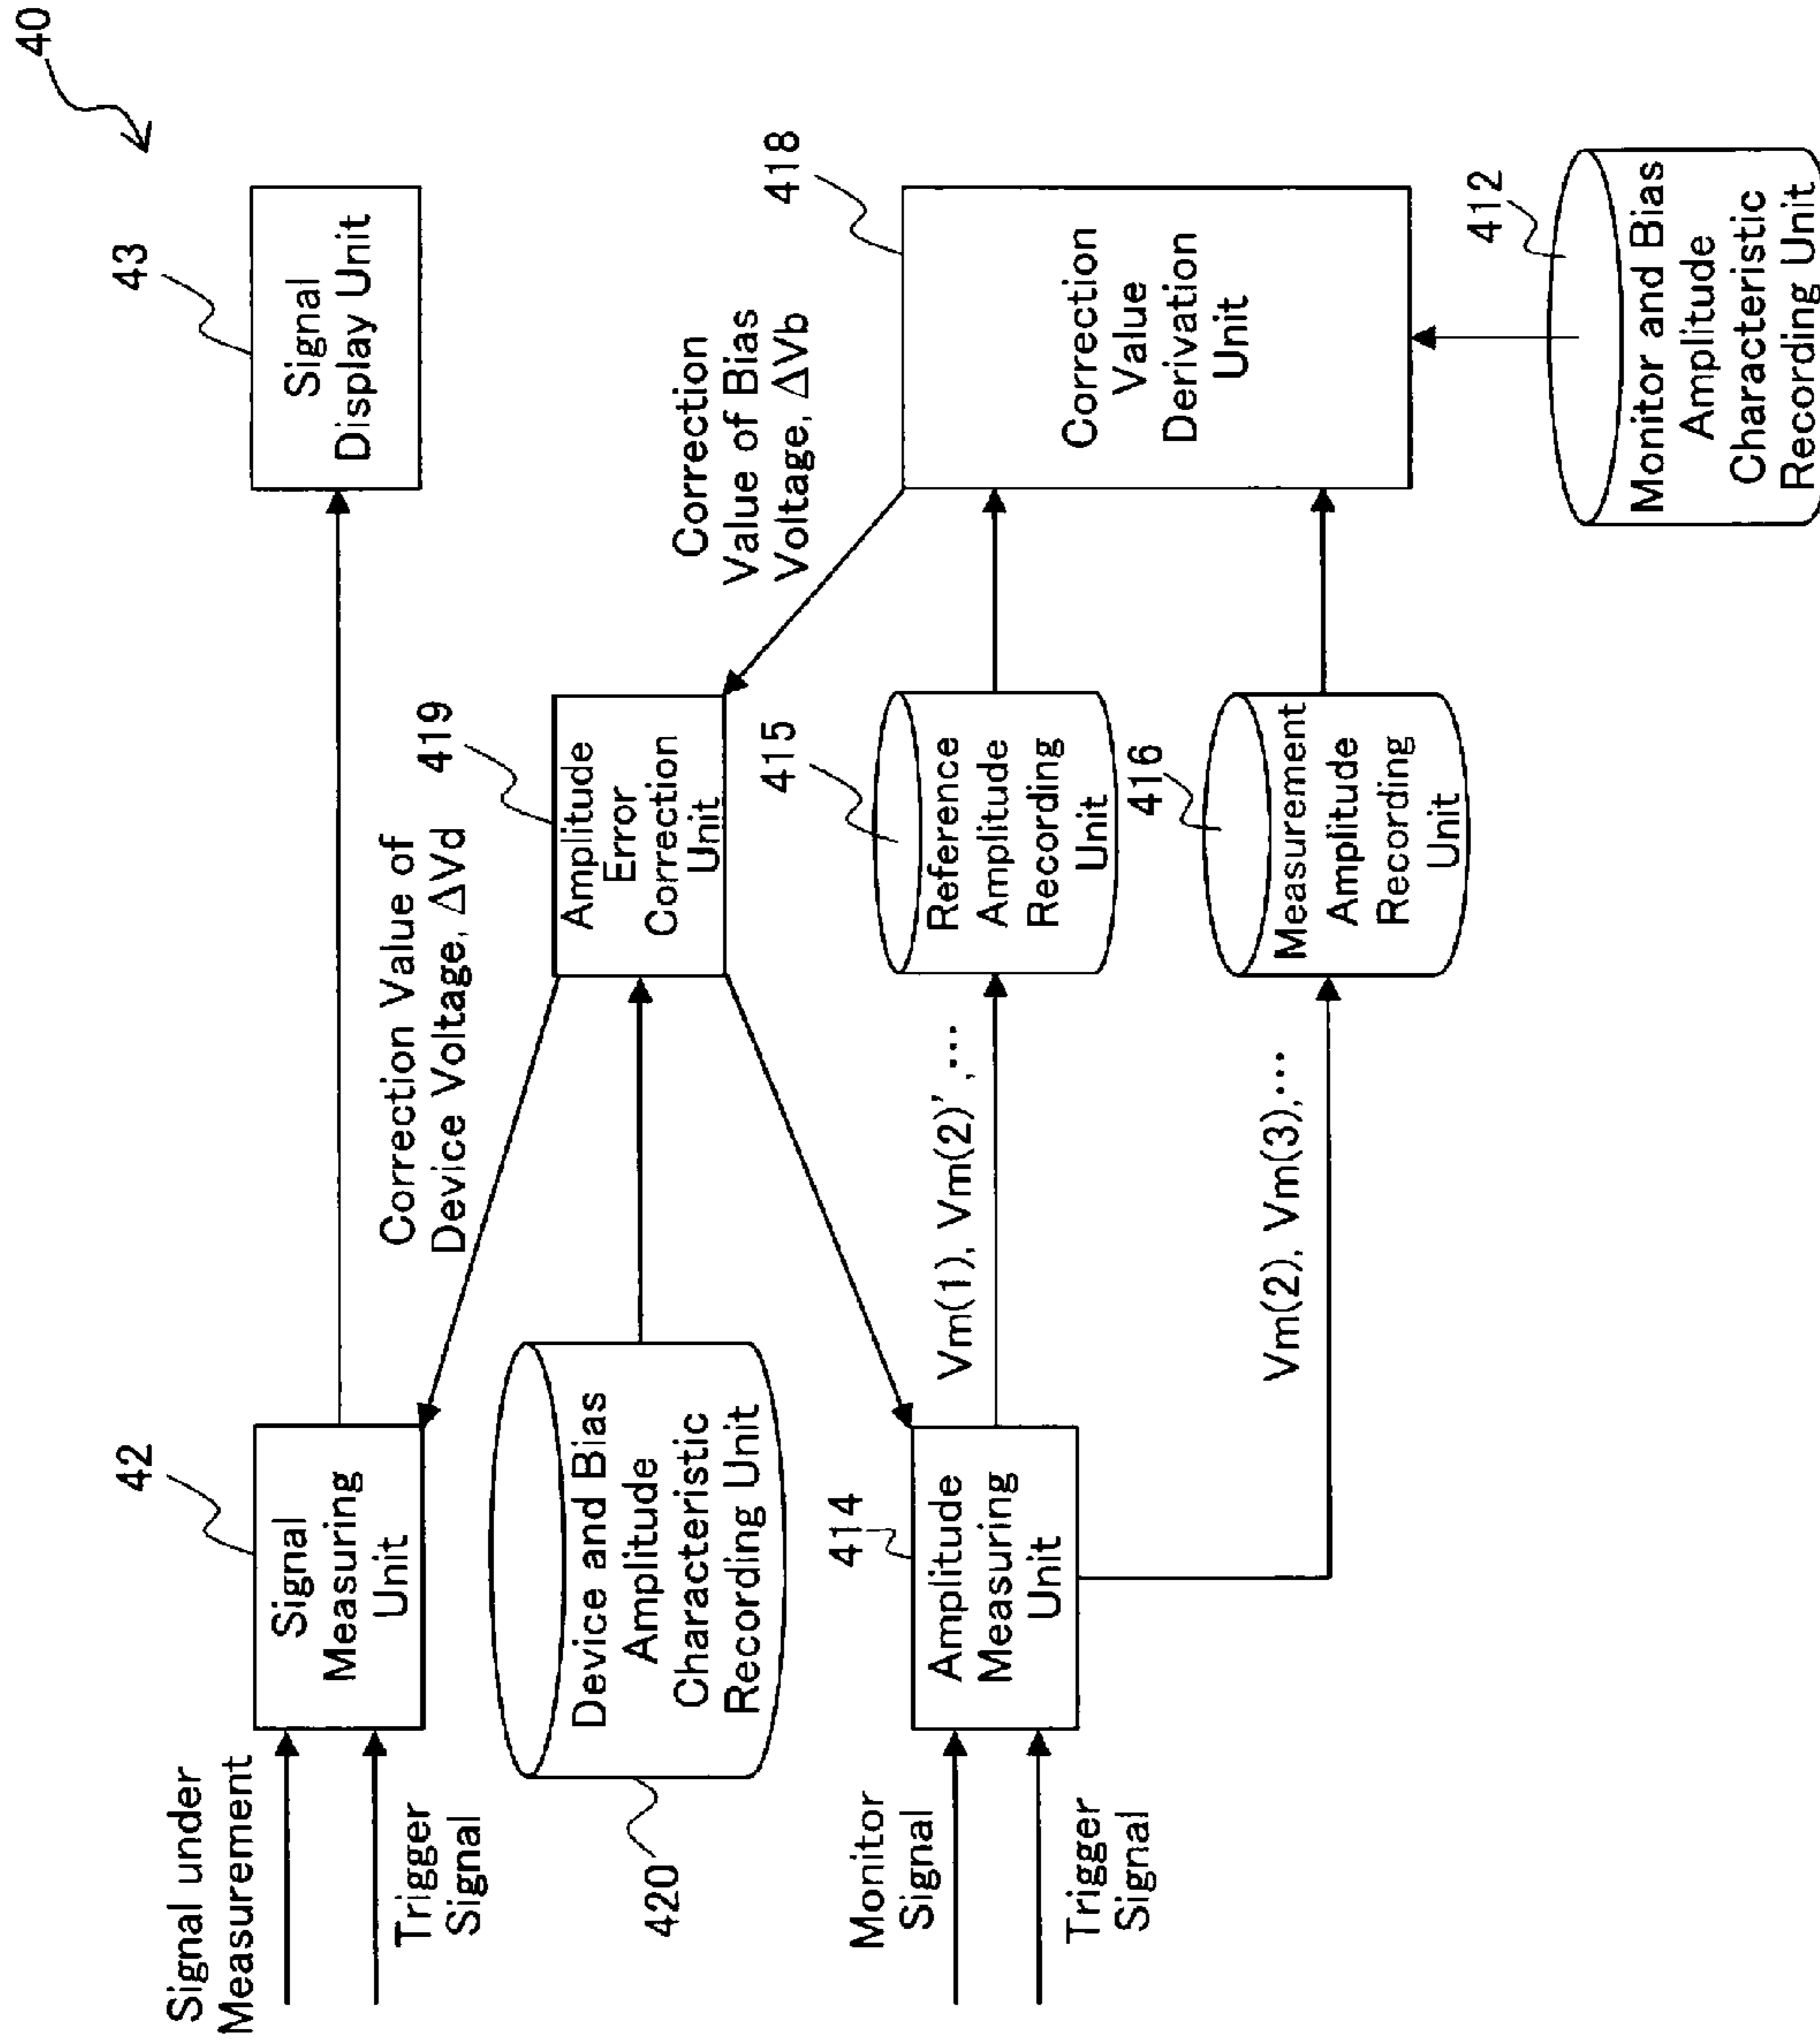 40
43
Signal
Display Unit
42
Signal
Measuring
Unit
Signal under
Measurement
Trigger
Signal
Correction Value of
Device Voltage, ΔVd
Correction
Value of Bias
Voltage, ΔVb
419
Amplitude
Error
Correction
Unit
Device and Bias
Amplitude
Characteristic
Recording Unit
420
418
Correction
Value
Derivation
Unit
415
Reference
Amplitude
Recording
Unit
416
Measurement
Amplitude
Recording
Unit
414
Amplitude
Measuring
Unit
Monitor
Signal
Trigger
Signal
Vm(1), Vm(2)',···
Vm(2), Vm(3),···
412
Monitor and Bias
Amplitude
Characteristic
Recording Unit